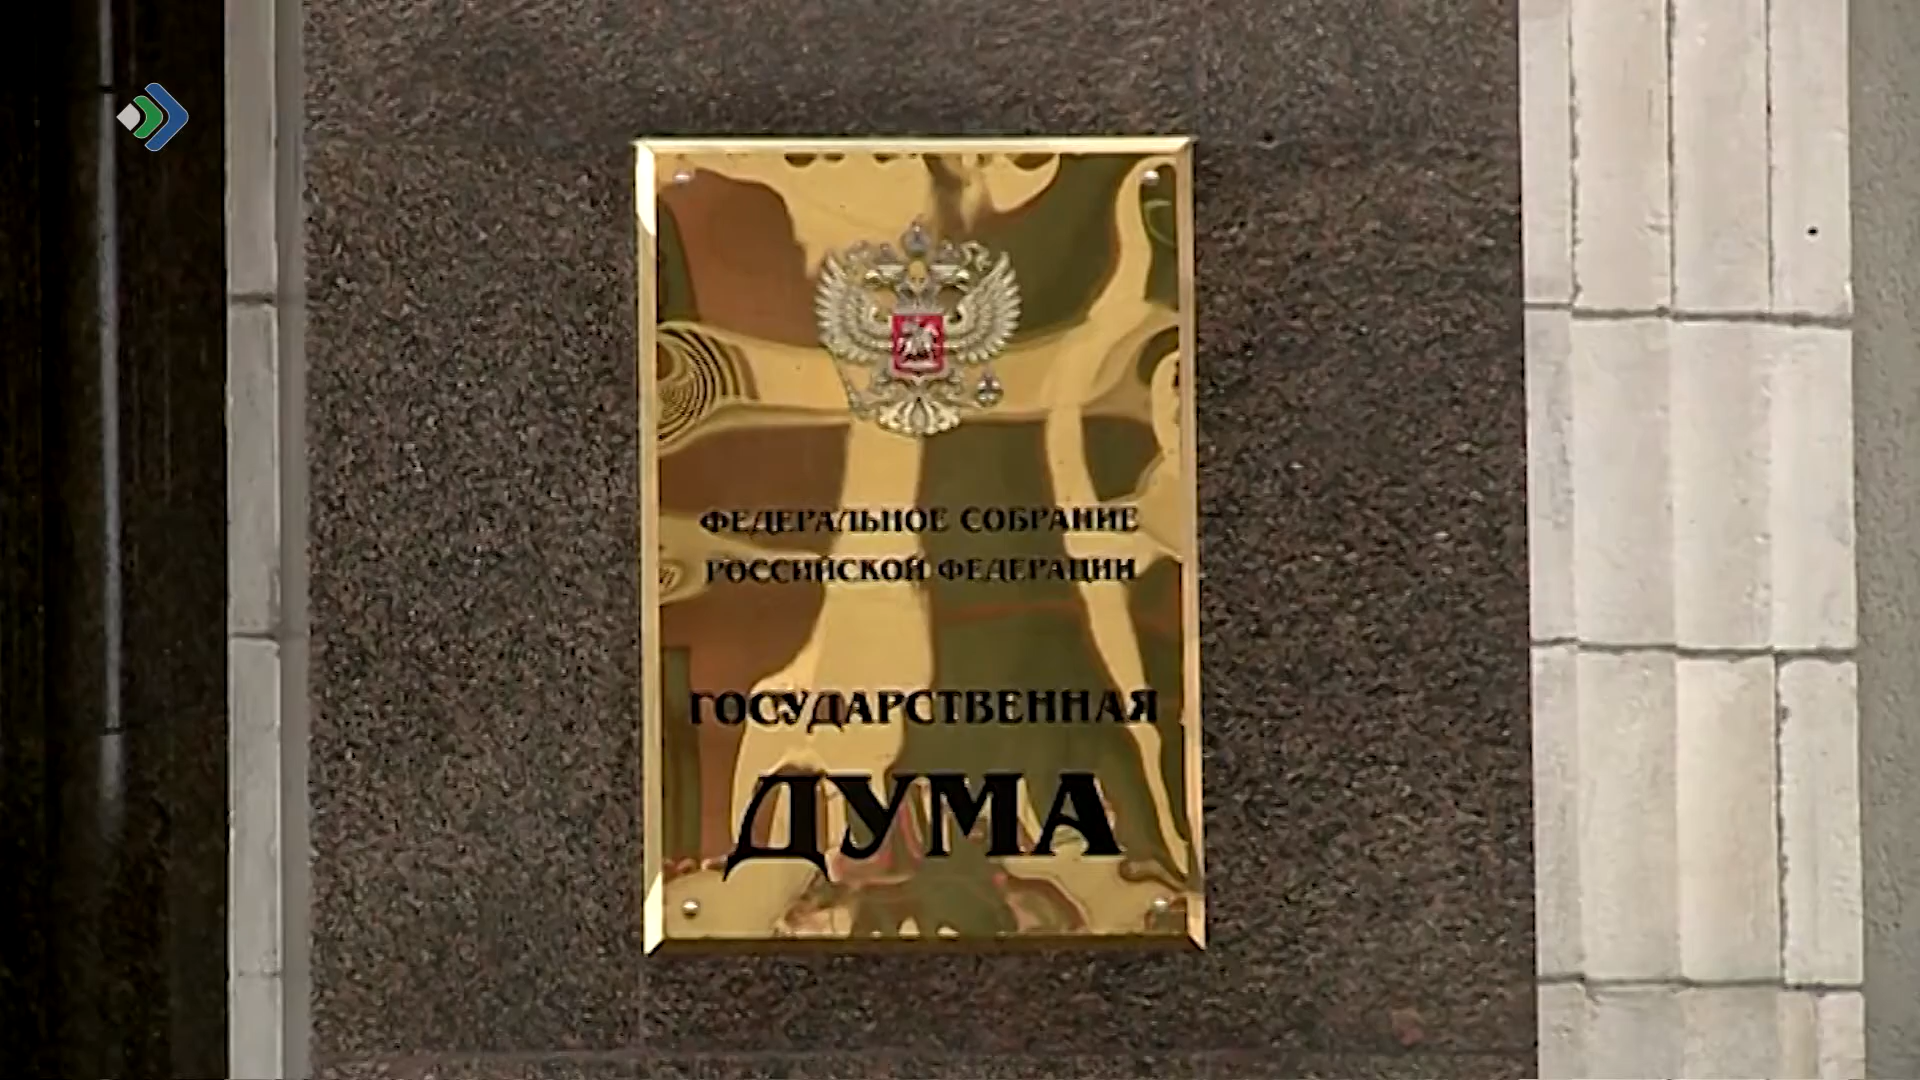 ФЕДЕРАЛЬНОЕ СОБРАНИЕ
РОССИЙСКОЙ ФЕДЕРАЦИИ
ГОСУДАРСТВЕННАЯ
ДУМА